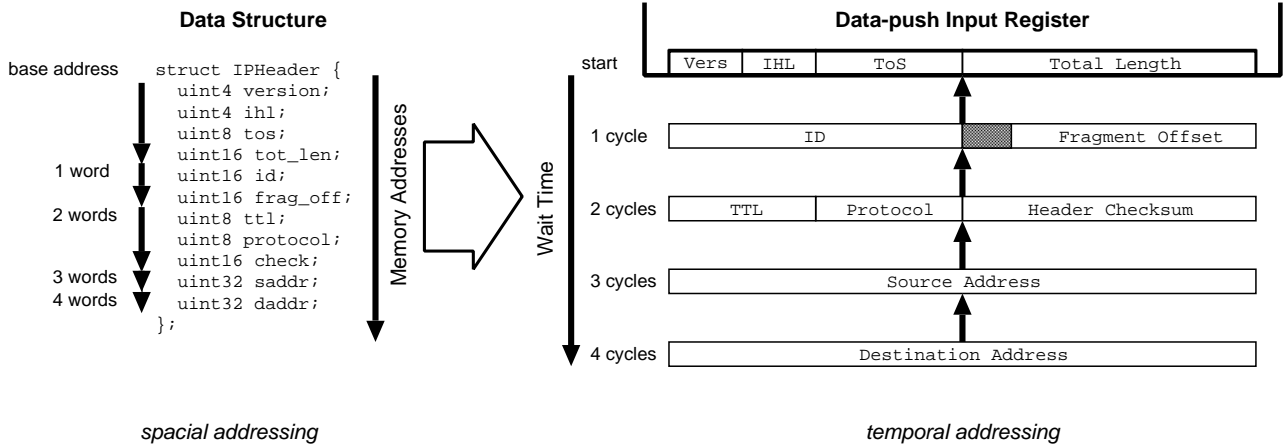 Data Structure
base address
struct IPHeader {
uint4 version;
uint4 ihl;
uint8 tos;
uint16 tot_len;
1 word
uint16 id;
uint16 frag_off;
2 words
uint8 ttl;
uint8 protocol;
uint16 check;
3 words
uint32 saddr;
4 words
uint32 daddr;
};
Memory Addresses
spacial addressing
Data-push Input Register
Wait Time
start
Vers IHL ToS Total Length
1 cycle
ID Fragment Offset
2 cycles
TTL Protocol Header Checksum
3 cycles
Source Address
4 cycles
Destination Address
temporal addressing